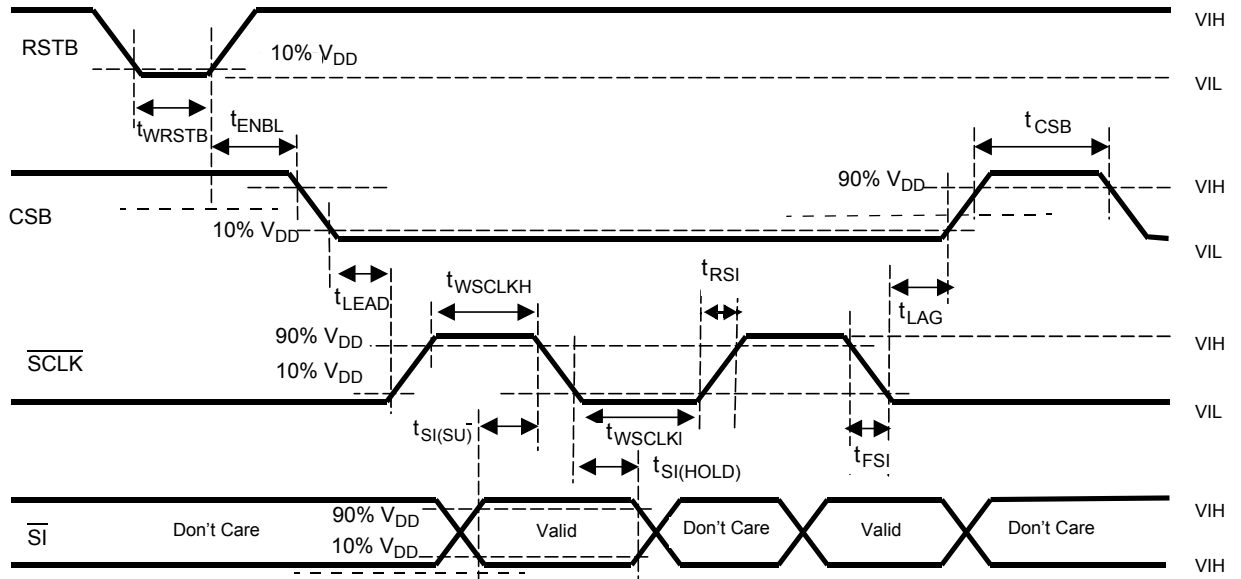 VIH
RSTB
10% VDD
VIL
tWRSTB
tENBL
tCSB
90% VDD
VIH
CSB
10% VDD
VIL
tLEAD
tWSCLKH
tRSI
tLAG
90% VDD
VIH
SCLK
10% VDD
VIL
tSI(SU)
tWSCLKl
tFSI
tSI(HOLD)
90% VDD
VIH
SI
Don't Care
Valid
Don't Care
Valid
Don't Care
10% VDD
VIH